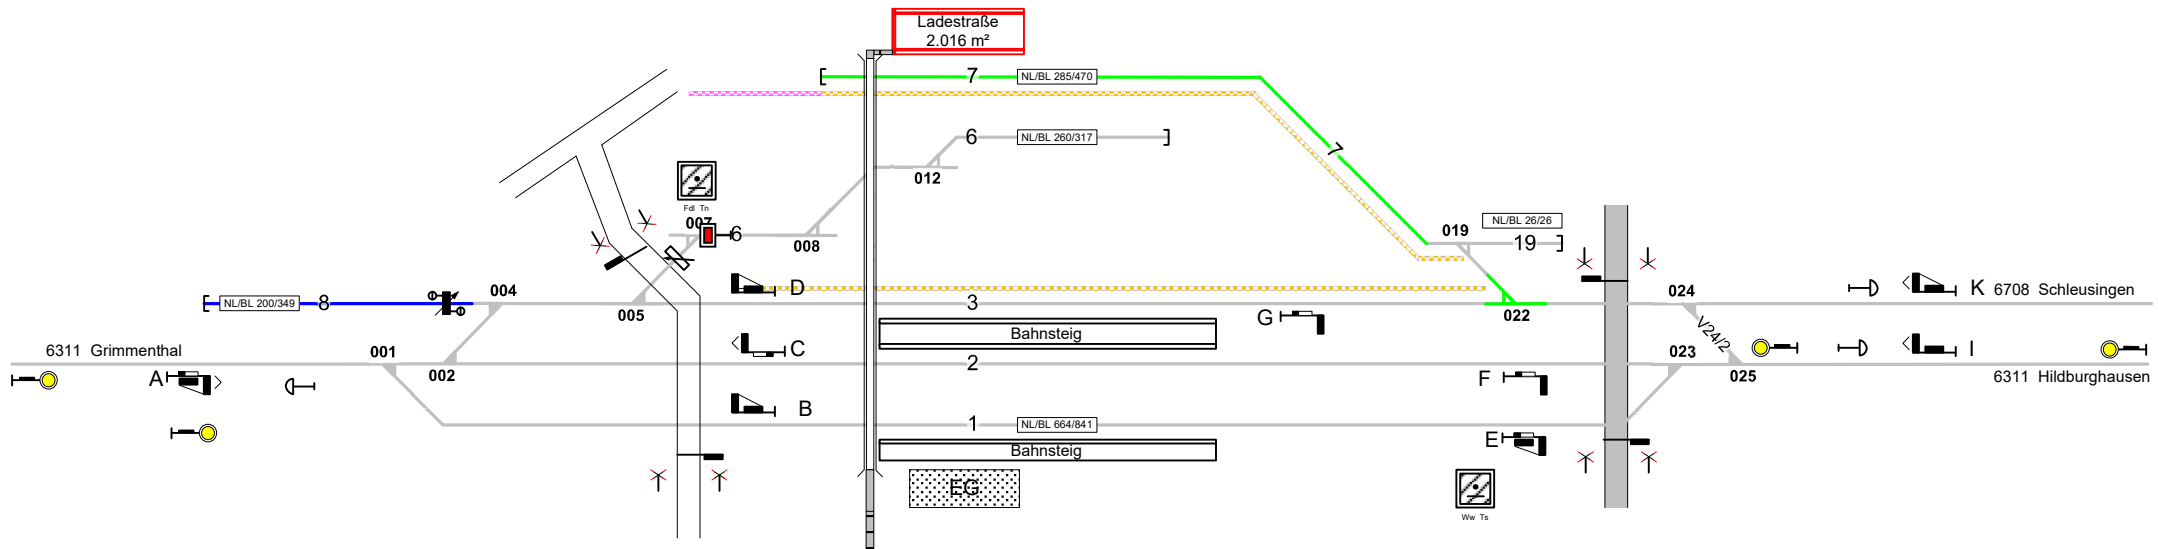 Ladestraße
2.016 m²
7
NL/BL 285/470
6
NL/BL 260/317
7
012
Fdl Tn
007
6
008
019
NL/BL 26/26
19
NL/BL 200/349
8
004
005
D
3
G
022
024
K
6708 Schleusingen
Bahnsteig
V24/2
6311 Grimmenthal
001
002
C
2
023
025
I
6311 Hildburghausen
A
B
F
1
NL/BL 664/841
E
Bahnsteig
EG
Ww Ts